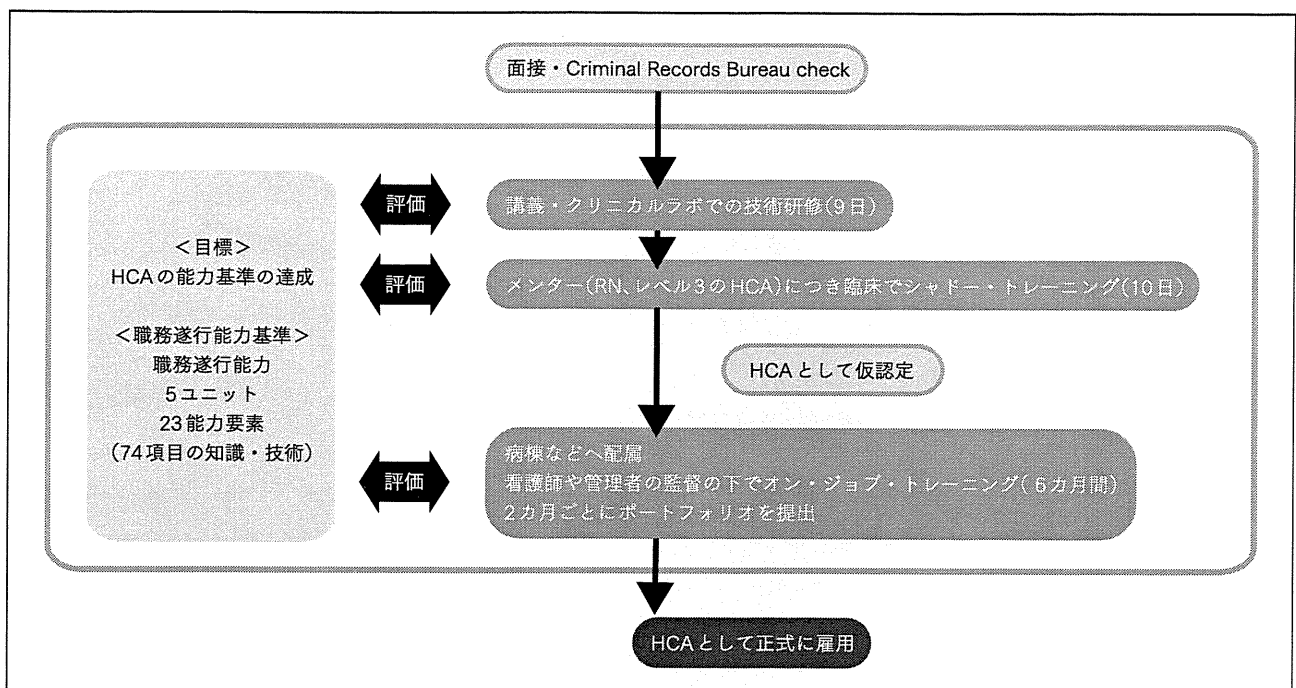 面接・Criminal Records Bureau check
＜目標＞
HCAの能力基準の達成
＜職務遂行能力基準＞
職務遂行能力
5ユニット
23能力要素
（74項目の知識・技術）
評価
講義・クリニカルラボでの技術研修（9日）
評価
メンター（RN、レベル3のHCA）につき臨床でシャドー・トレーニング（10日）
HCAとして仮認定
評価
病棟などへ配属
看護師や管理者の監督の下でオン・ジョブ・トレーニング（6カ月間）
2カ月ごとにポートフォリオを提出
HCAとして正式に雇用